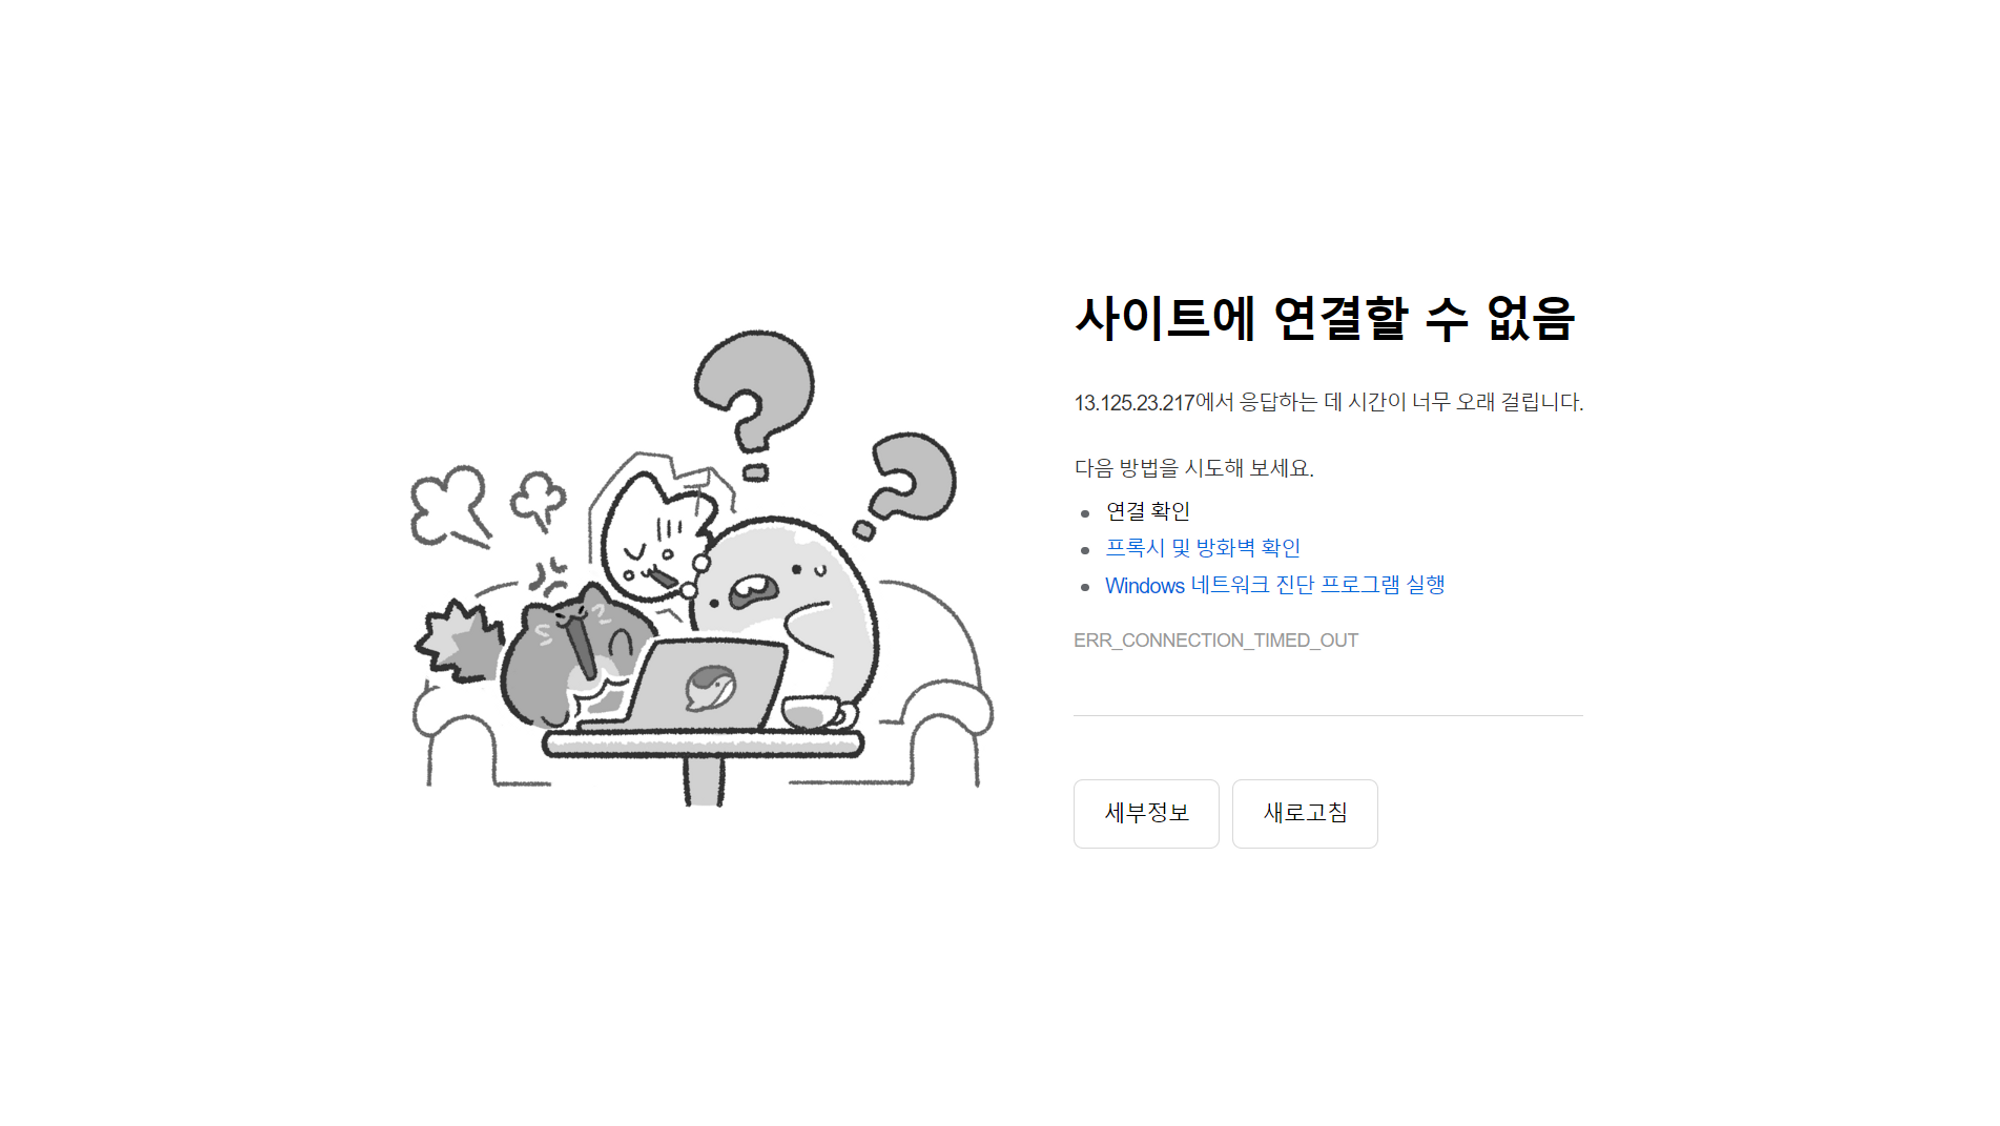 사이트에 연결할 수 없음
13.125.23.217에서 응답하는 데 시간이 너무 오래 걸립니다.
다음 방법을 시도해 보세요.
연결 확인
프록시 및 방화벽 확인
Windows 네트워크 진단 프로그램 실행
ERR_CONNECTION_TIMED_OUT
세부정보
새로고침